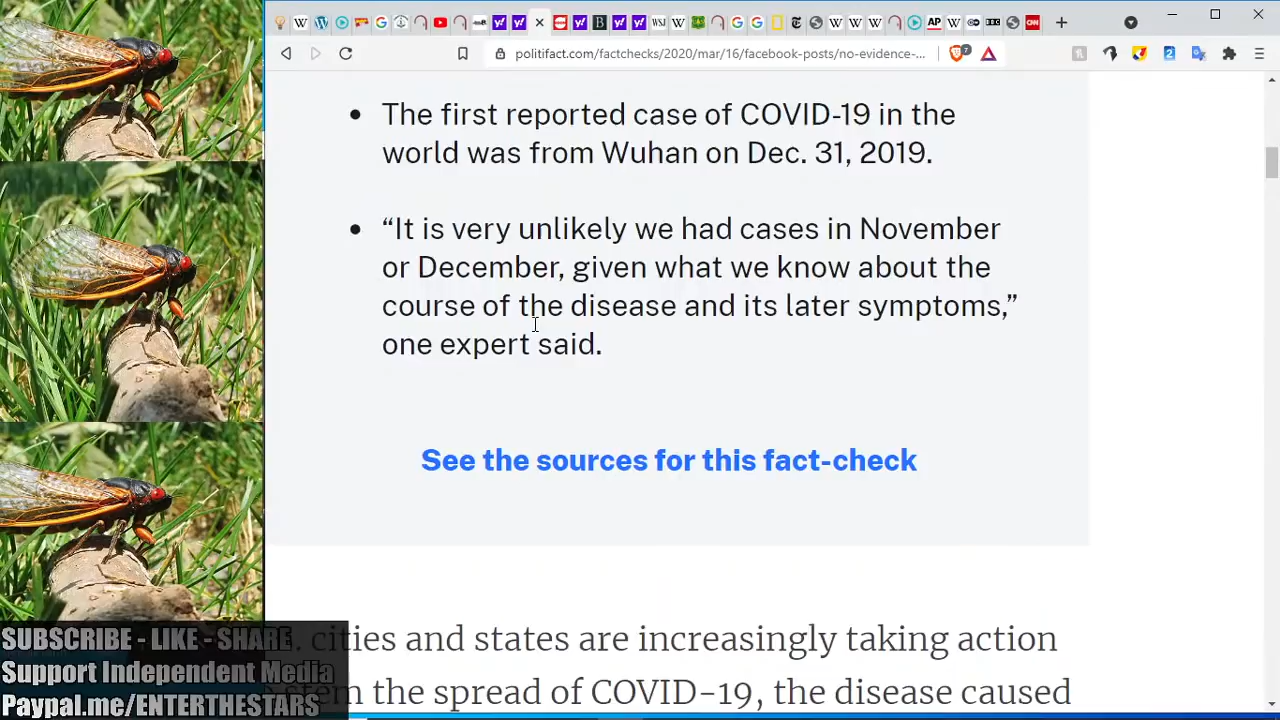 politifact.com/factchecks/2020/mar/16/facebook-posts/no-evidence-...
The first reported case of COVID-19 in the
world was from Wuhan on Dec. 31, 2019.
“It is very unlikely we had cases in November
or December, given what we know about the
course of the disease and its later symptoms,”
one expert said.
See the sources for this fact-check
cities and states are increasingly taking action
the spread of COVID-19, the disease caused
SUBSCRIBE - LIKE - SHARE
Support Independent Media
Paypal.me/ENTERTHESTARS